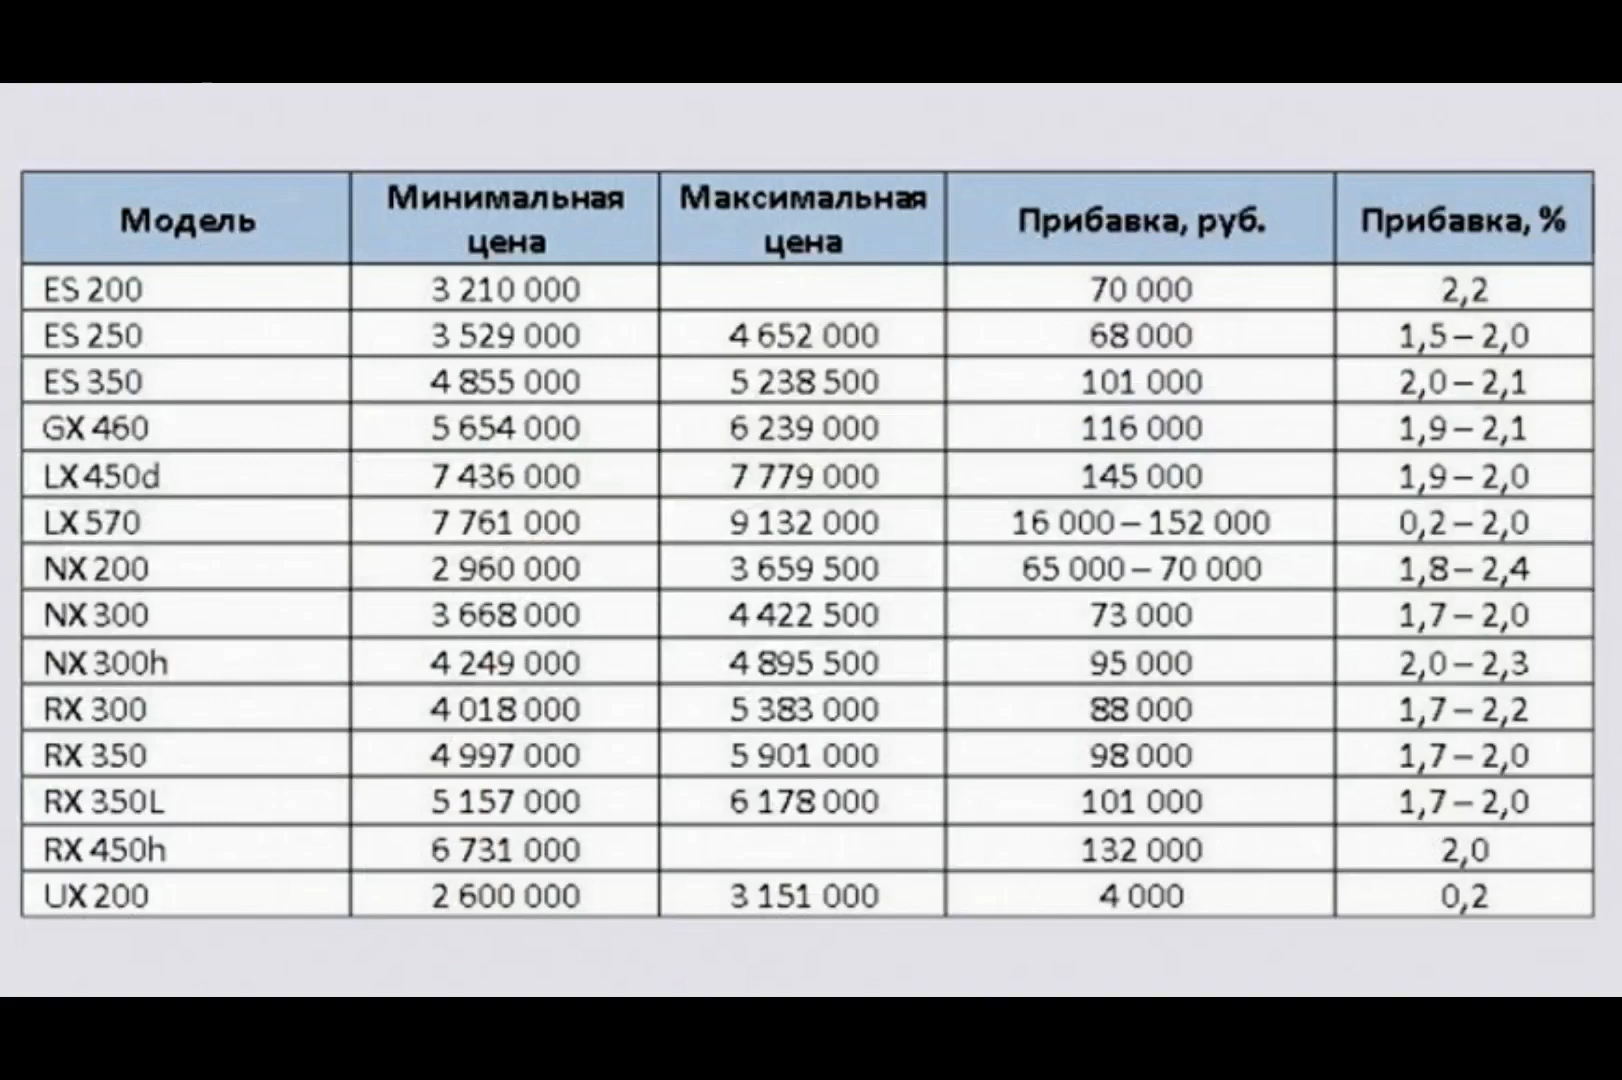 Модель Минимальная цена Максимальная цена Прибавка, руб. Прибавка, %
ES 200 3 210 000 70 000 2,2
ES 250 3 529 000 4 652 000 68 000 1,5 – 2,0
ES 350 4 855 000 5 238 500 101 000 2,0 – 2,1
GX 460 5 654 000 6 239 000 116 000 1,9 – 2,1
LX 450d 7 436 000 7 779 000 145 000 1,9 – 2,0
LX 570 7 761 000 9 132 000 16 000 – 152 000 0,2 – 2,0
NX 200 2 960 000 3 659 500 65 000 – 70 000 1,8 – 2,4
NX 300 3 668 000 4 422 500 73 000 1,7 – 2,0
NX 300h 4 249 000 4 895 500 95 000 2,0 – 2,3
RX 300 4 018 000 5 383 000 88 000 1,7 – 2,2
RX 350 4 997 000 5 901 000 98 000 1,7 – 2,0
RX 350L 5 157 000 6 178 000 101 000 1,7 – 2,0
RX 450h 6 731 000 132 000 2,0
UX 200 2 600 000 3 151 000 4 000 0,2